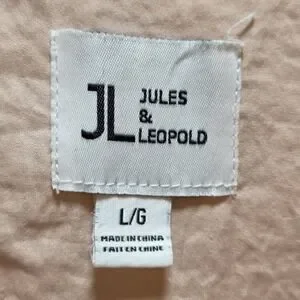 JL JULES
&
LEOPOLD
L/G
MADE IN CHINA
FAIT EN CHINE